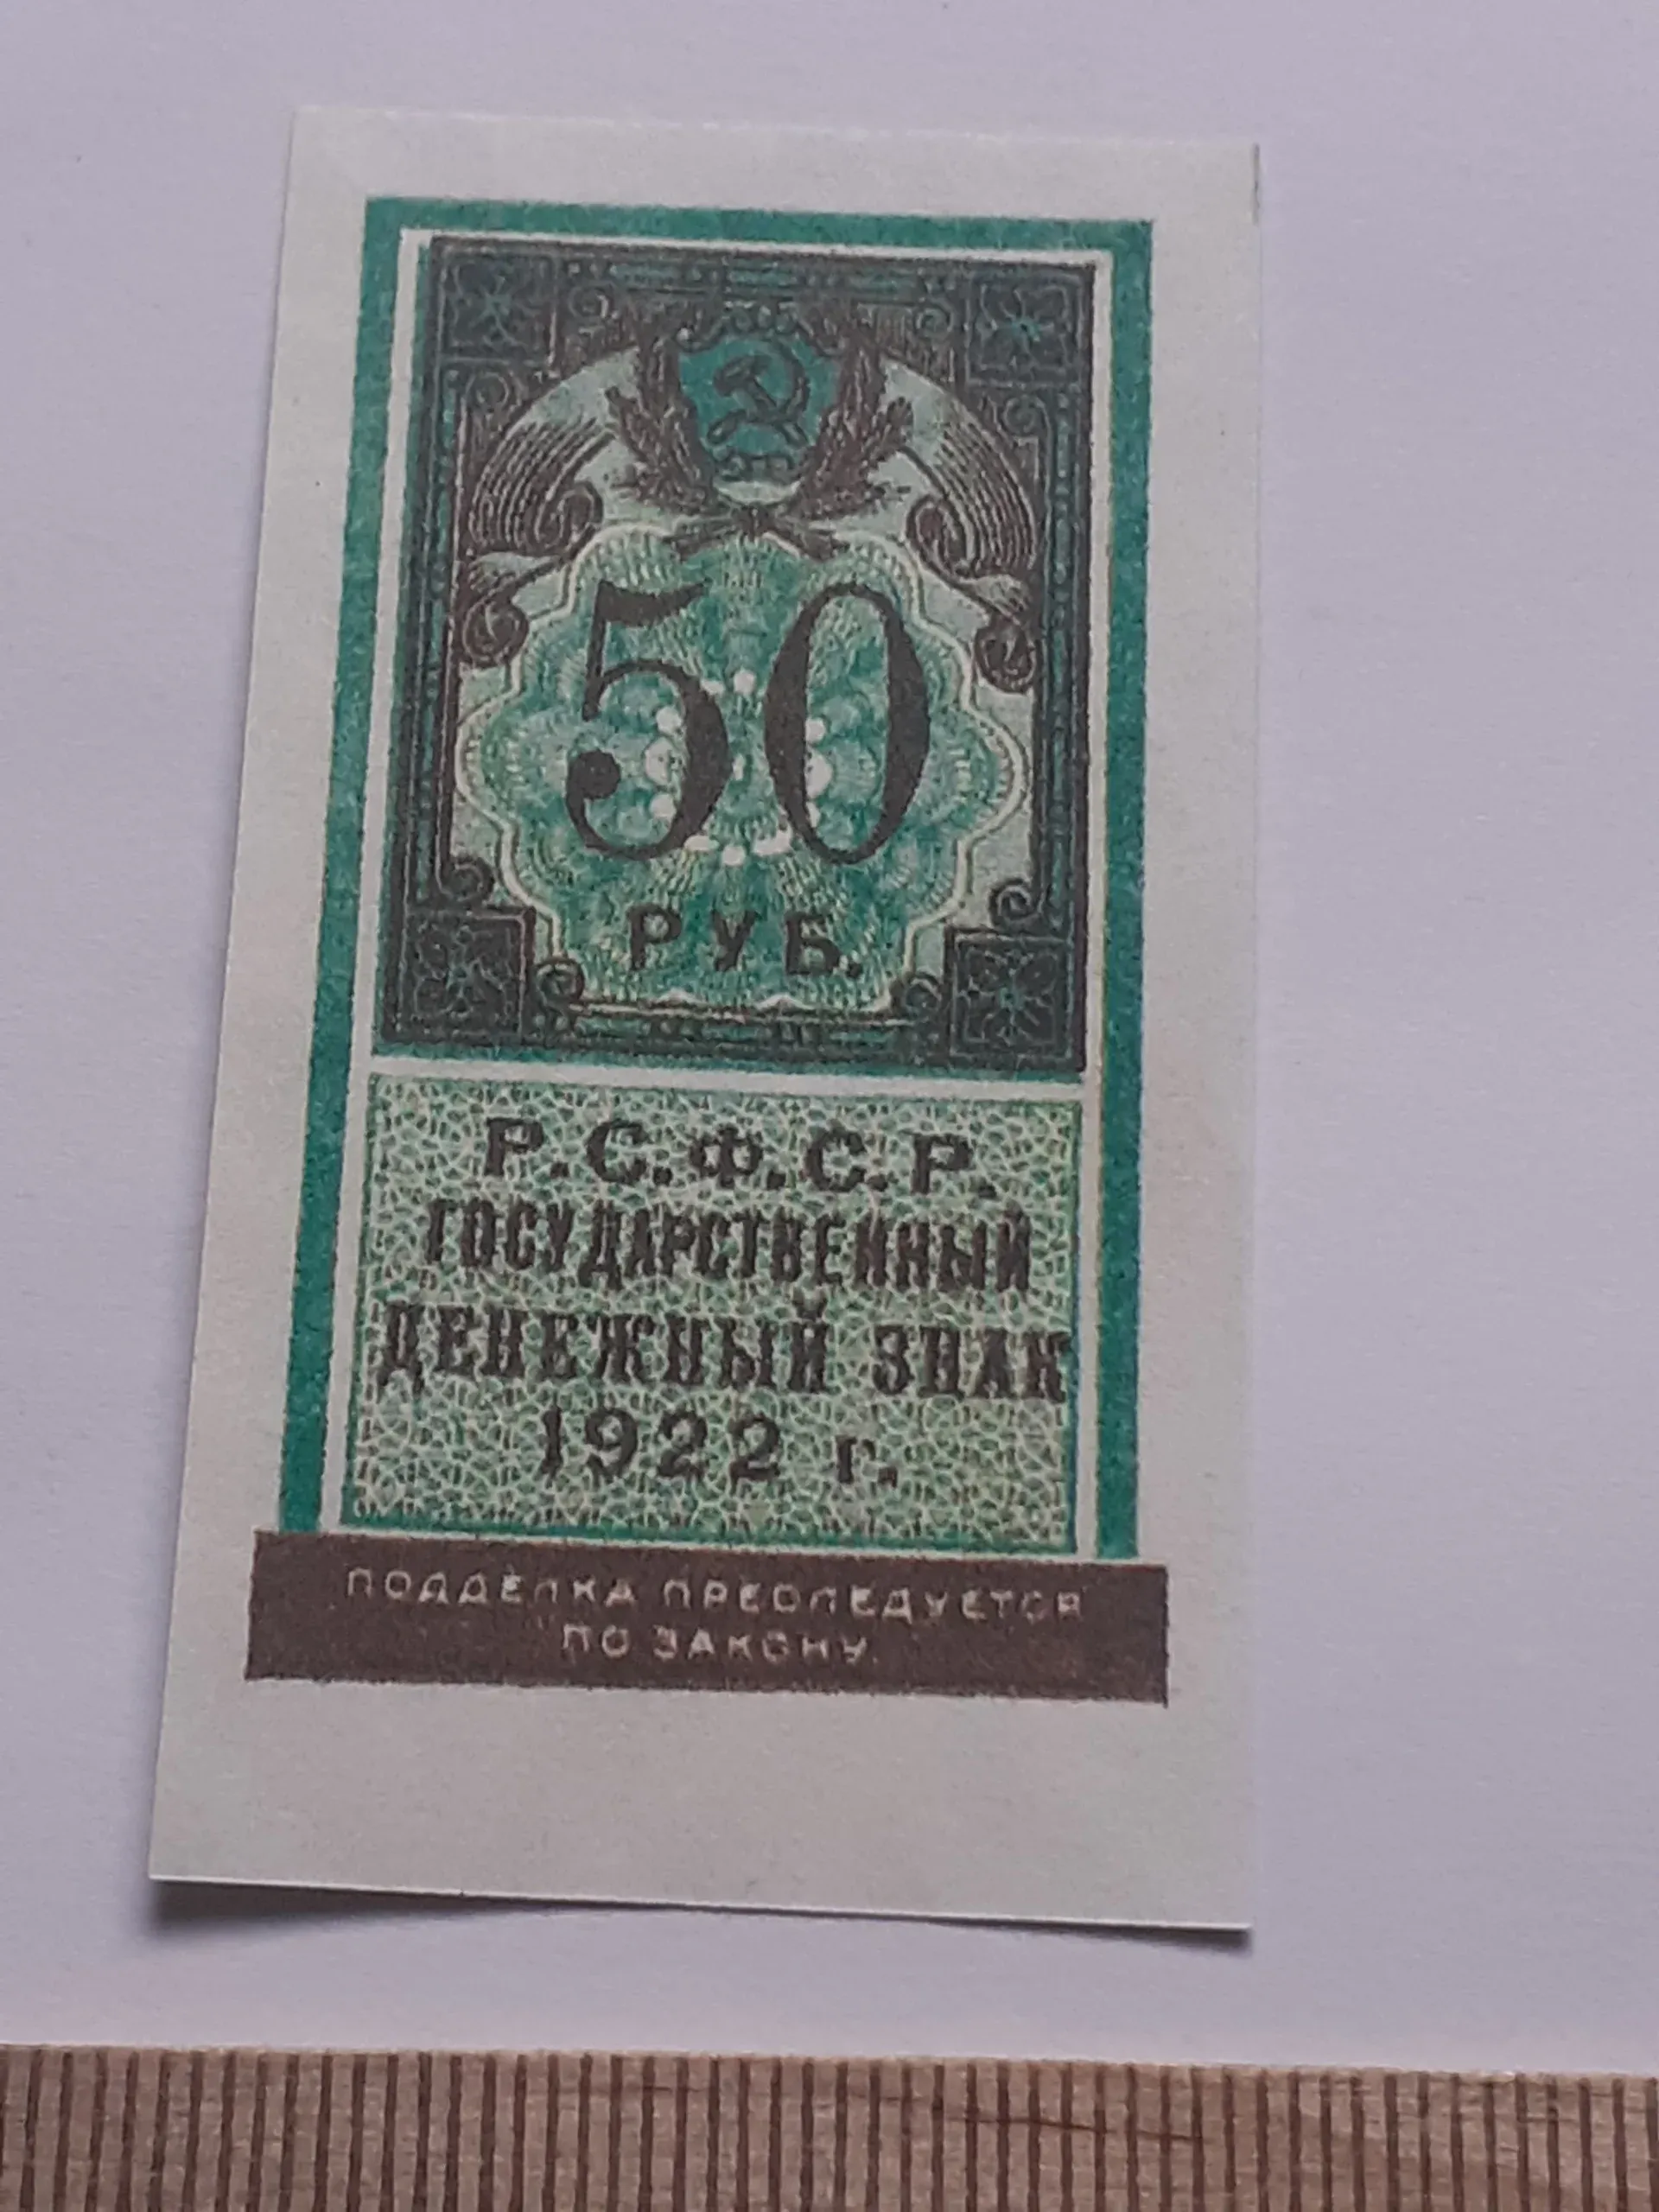 50
РУБ.
Р.С.Ф.С.Р.
ГОСУДАРСТВЕННЫЙ
ДЕНЕЖНЫЙ ЗНАК
1922 г.
ПОДДЕЛКА ПРЕСЛЕДУЕТСЯ
ПО ЗАКОНУ.